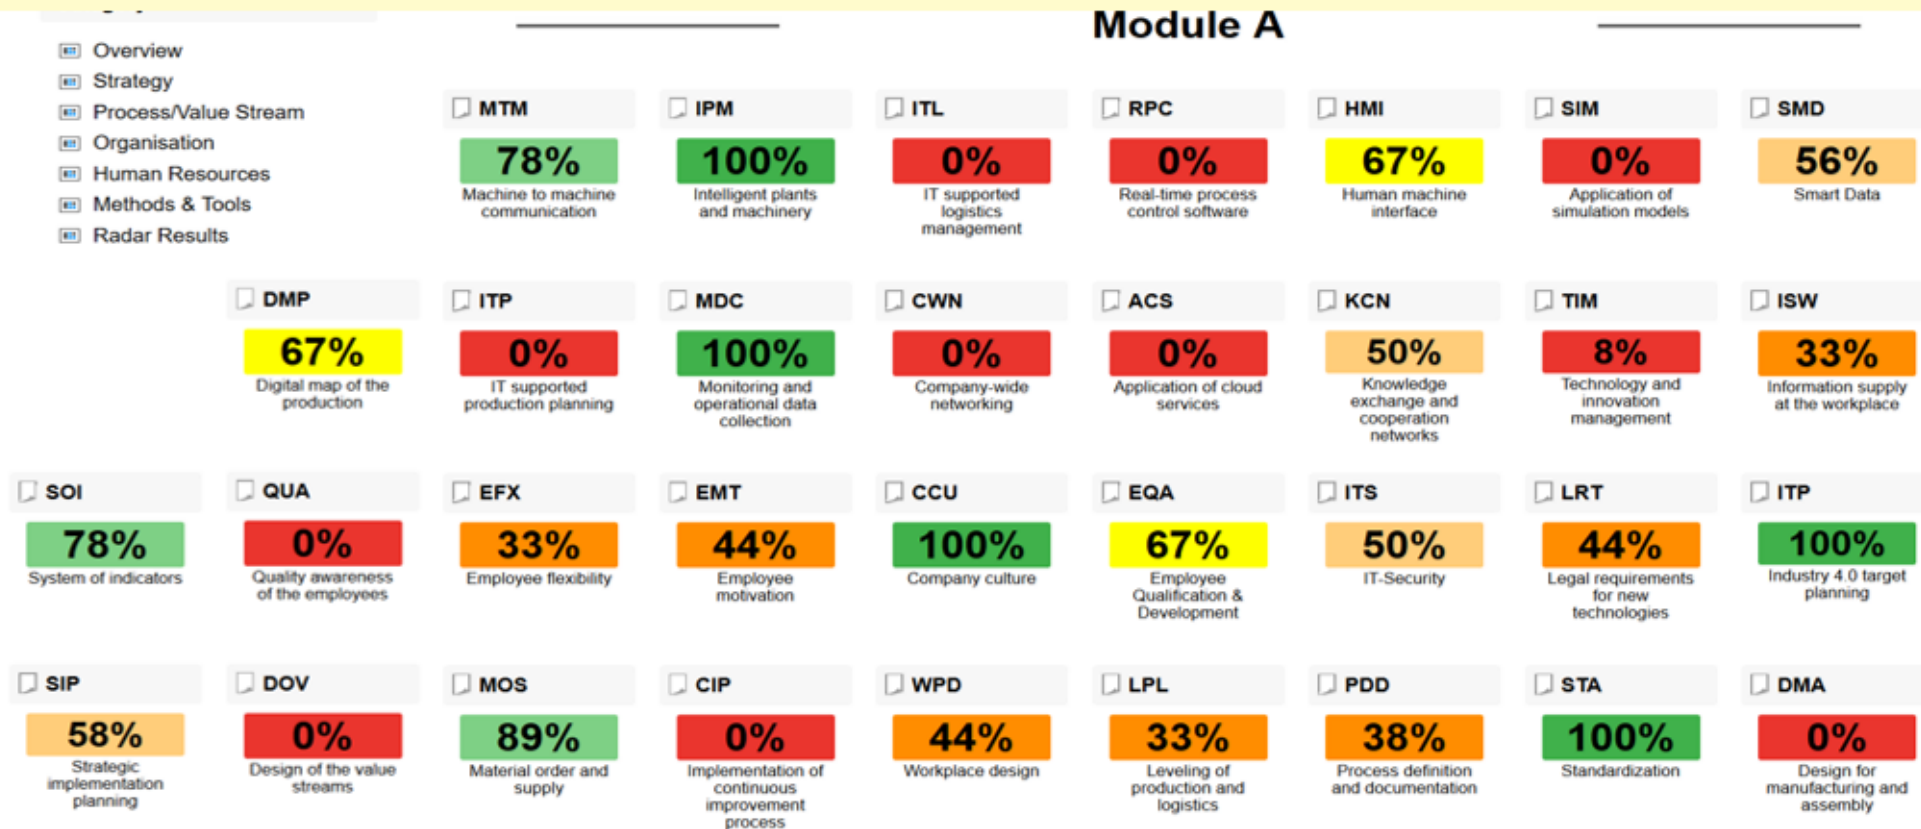 Module A
Overview
Strategy
Process/Value Stream
Organisation
Human Resources
Methods & Tools
Radar Results
MTM
78%
Machine to machine
communication
IPM
100%
Intelligent plants
and machinery
ITL
0%
IT supported
logistics
management
RPC
0%
Real-time process
control software
HMI
67%
Human machine
interface
SIM
0%
Application of
simulation models
SMD
56%
Smart Data
DMP
67%
Digital map of the
production
ITP
0%
IT supported
production planning
MDC
100%
Monitoring and
operational data
collection
CWN
0%
Company-wide
networking
ACS
0%
Application of cloud
services
KCN
50%
Knowledge
exchange and
cooperation
networks
TIM
8%
Technology and
innovation
management
ISW
33%
Information supply
at the workplace
SOI
78%
System of indicators
QUA
0%
Quality awareness
of the employees
EFX
33%
Employee flexibility
EMT
44%
Employee
motivation
CCU
100%
Company culture
EQA
67%
Employee
Qualification &
Development
ITS
50%
IT-Security
LRT
44%
Legal requirements
for new
technologies
ITP
100%
Industry 4.0 target
planning
SIP
58%
Strategic
implementation
planning
DOV
0%
Design of the value
streams
MOS
89%
Material order and
supply
CIP
0%
Implementation of
continuous
improvement
process
WPD
44%
Workplace design
LPL
33%
Leveling of
production and
logistics
PDD
38%
Process definition
and documentation
STA
100%
Standardization
DMA
0%
Design for
manufacturing and
assembly